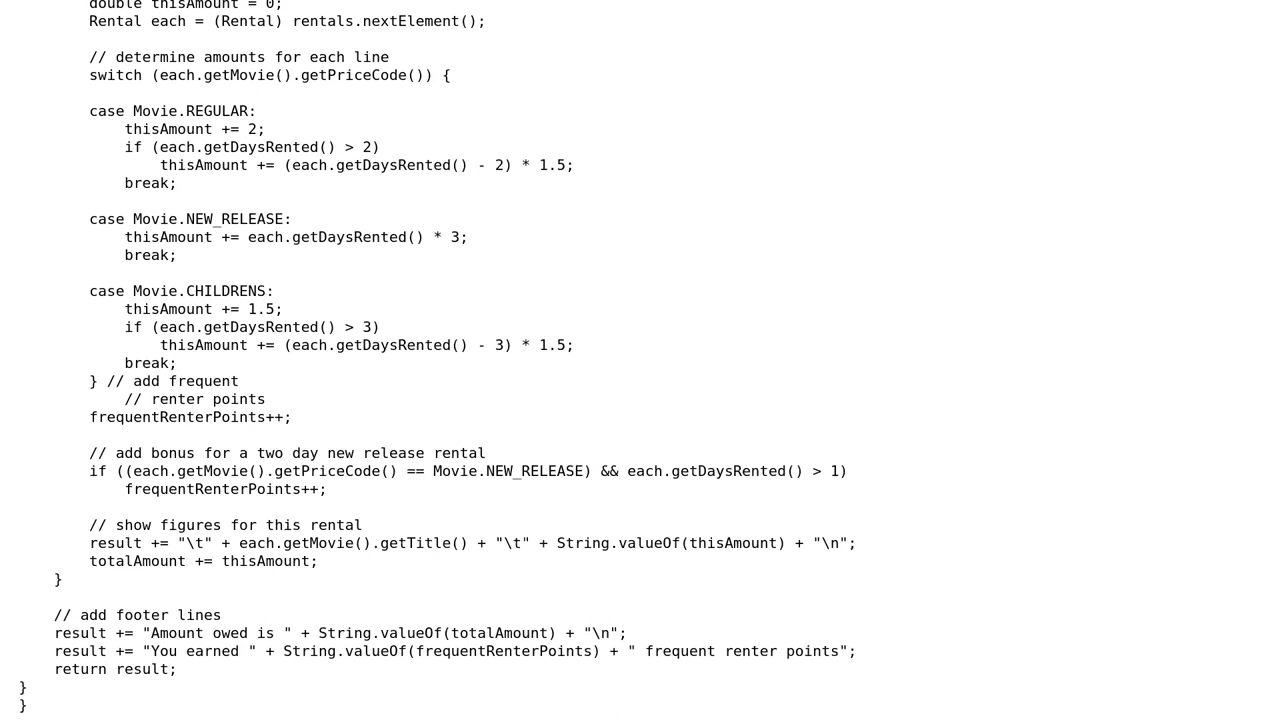 double thisAmount = 0;
Rental each = (Rental) rentals.nextElement();
// determine amounts for each line
switch (each.getMovie().getPriceCode()) {
case Movie.REGULAR:
thisAmount += 2;
if (each.getDaysRented() > 2)
thisAmount += (each.getDaysRented() - 2) * 1.5;
break;
case Movie.NEW_RELEASE:
thisAmount += each.getDaysRented() * 3;
break;
case Movie.CHILDRENS:
thisAmount += 1.5;
if (each.getDaysRented() > 3)
thisAmount += (each.getDaysRented() - 3) * 1.5;
break;
} // add frequent
// renter points
frequentRenterPoints++;
// add bonus for a two day new release rental
if ((each.getMovie().getPriceCode() == Movie.NEW_RELEASE) && each.getDaysRented() > 1)
frequentRenterPoints++;
// show figures for this rental
result += "\t" + each.getMovie().getTitle() + "\t" + String.valueOf(thisAmount) + "\n";
totalAmount += thisAmount;
}
// add footer lines
result += "Amount owed is " + String.valueOf(totalAmount) + "\n";
result += "You earned " + String.valueOf(frequentRenterPoints) + " frequent renter points";
return result;
}
}